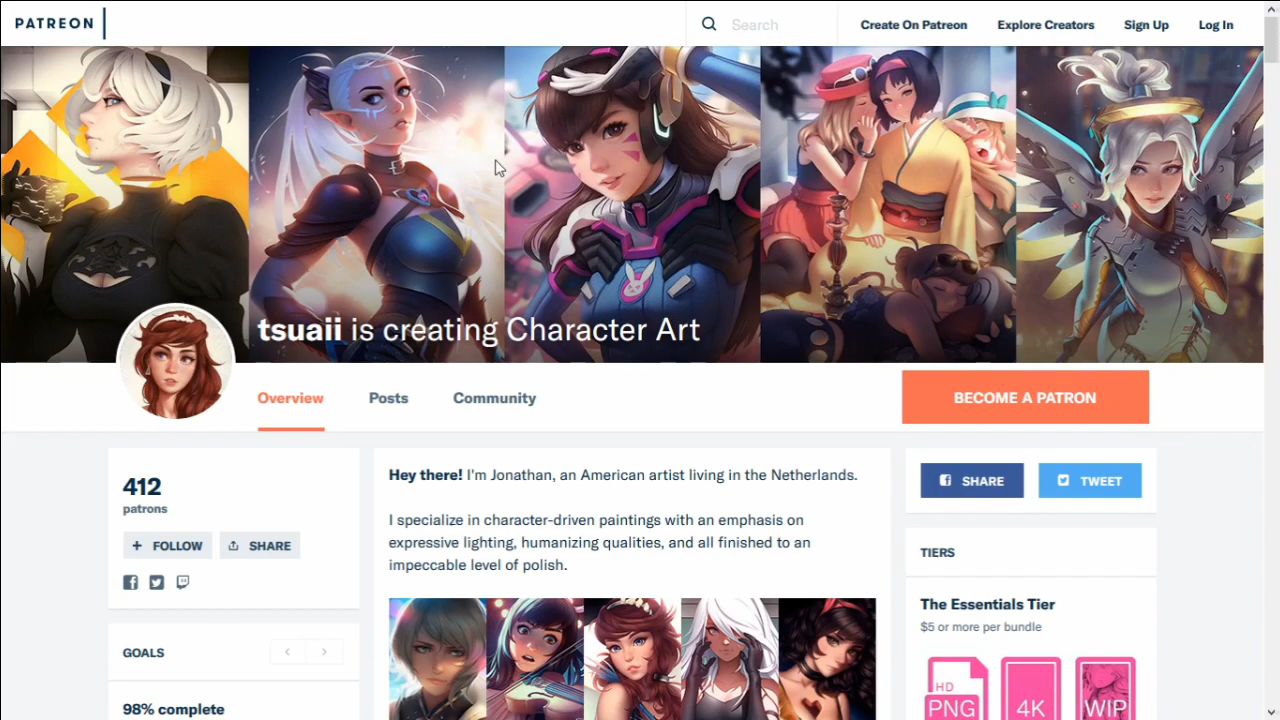 PATREON
Search
Create On Patreon
Explore Creators
Sign Up
Log In
tsuaii is creating Character Art
Overview
Posts
Community
BECOME A PATRON
412
patrons
+ FOLLOW
SHARE
GOALS
98% complete
Hey there! I'm Jonathan, an American artist living in the Netherlands.
I specialize in character-driven paintings with an emphasis on
expressive lighting, humanizing qualities, and all finished to an
impeccable level of polish.
SHARE
TWEET
TIERS
The Essentials Tier
$5 or more per bundle
HD
PNG
4K
WIP